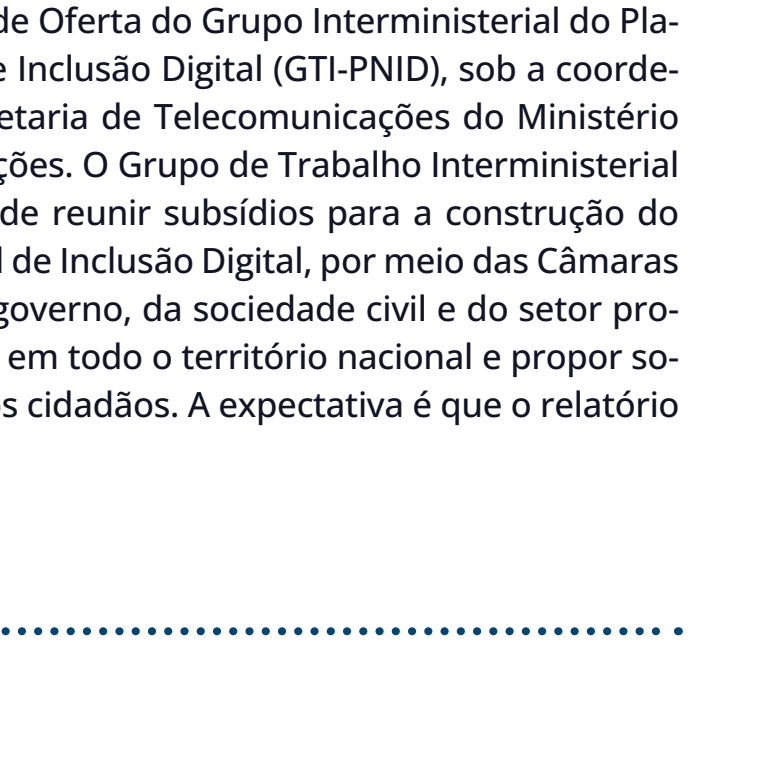 de Oferta do Grupo Interministerial do Pla-
Inclusão Digital (GTI-PNID), sob a coorde-
de Telecomunicações do Ministério
O Grupo de Trabalho Interministerial
de reunir subsídios para a construção do
de Inclusão Digital, por meio das Câmaras
governo, da sociedade civil e do setor pro-
em todo o território nacional e propor so-
cidadãos. A expectativa é que o relatório